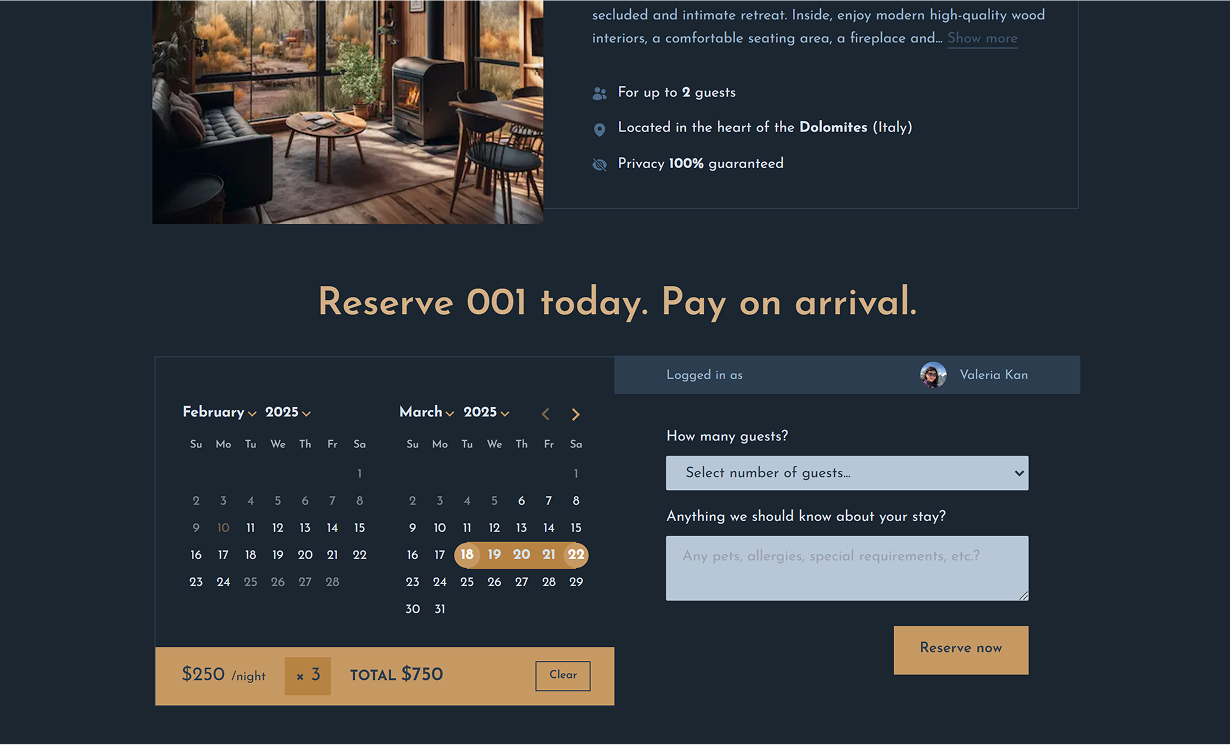 secluded and intimate retreat. Inside, enjoy modern high-quality wood
interiors, a comfortable seating area, a fireplace and... Show more
For up to 2 guests
Located in the heart of the Dolomites (Italy)
Privacy 100% guaranteed
Reserve 001 today. Pay on arrival.
Logged in as Valeria Kan
February 2025 March 2025
Su Mo Tu We Th Fr Sa Su Mo Tu We Th Fr Sa
1 1
2 3 4 5 6 7 8 2 3 4 5 6 7 8
9 10 11 12 13 14 15 9 10 11 12 13 14 15
16 17 18 19 20 21 22 16 17 18 19 20 21 22
23 24 25 26 27 28 23 24 25 26 27 28 29
30 31
$250 /night × 3 TOTAL $750 Clear
How many guests?
Select number of guests...
Anything we should know about your stay?
Any pets, allergies, special requirements, etc.?
Reserve now